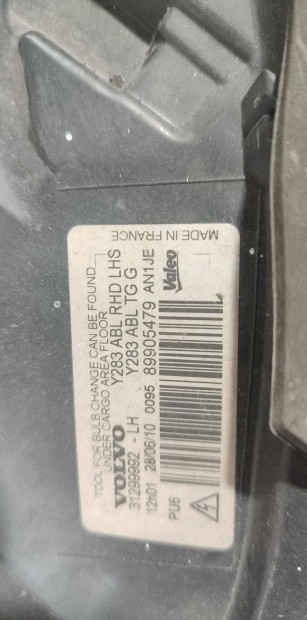 TOOL FOR BULB CHANGE CAN BE FOUND
UNDER CARGO AREA FLOOR
VOLVO Y283 ABL RHD LHS
31299992 - LH Y283 ABL TG G
12h01 28/06/10 0095 89905479 AN1JE
PU6
Valeo
MADE IN FRANCE